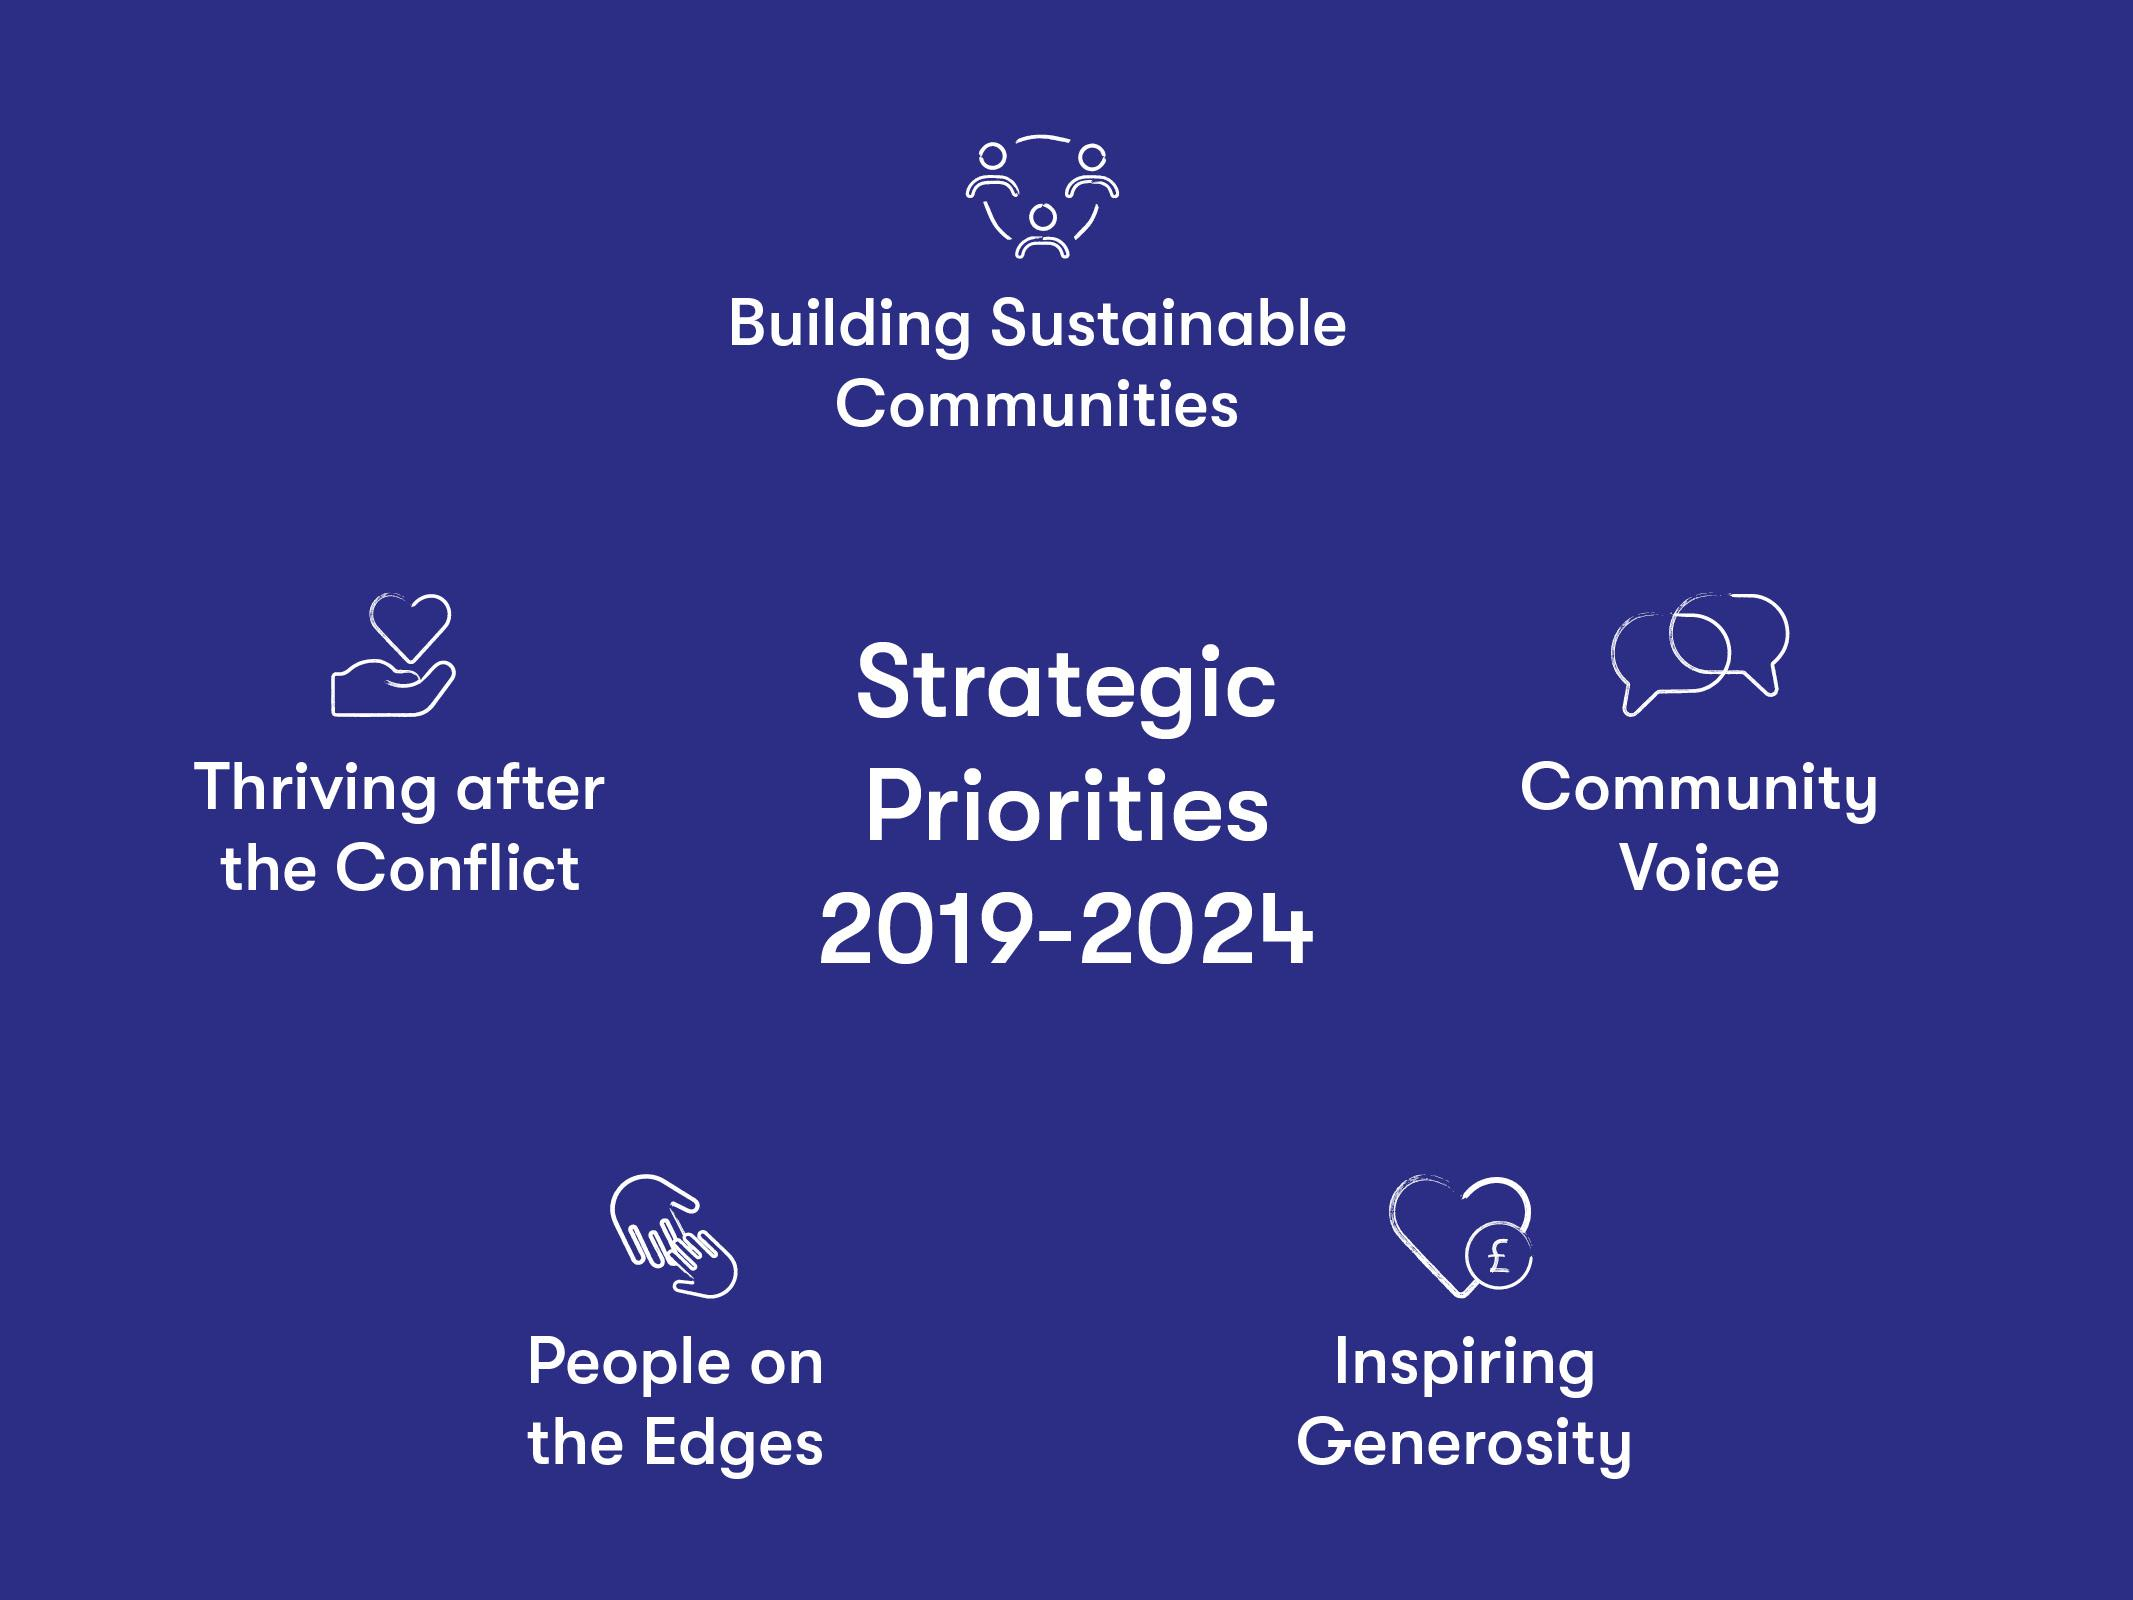 Building Sustainable
Communities
Thriving after
the Conflict
Strategic
Priorities
2019-2024
Community
Voice
People on
the Edges
£
Inspiring
Generosity